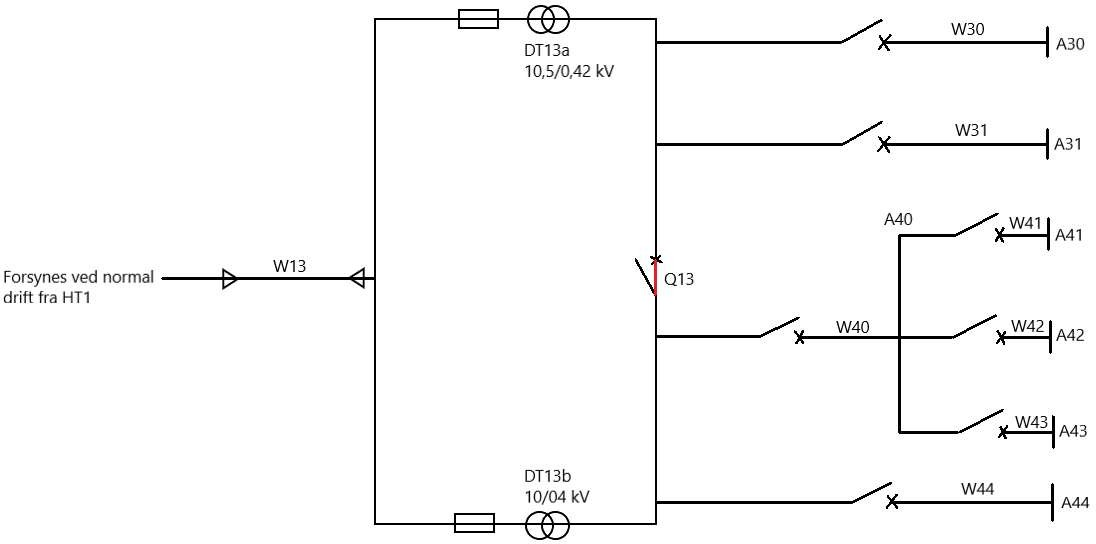 DT13a
10,5/0,42 kV
W30
A30
W31
A31
A40
W41
A41
Forsynes ved normal
drift fra HT1
W13
Q13
W40
W42
A42
W43
A43
DT13b
10/04 kV
W44
A44